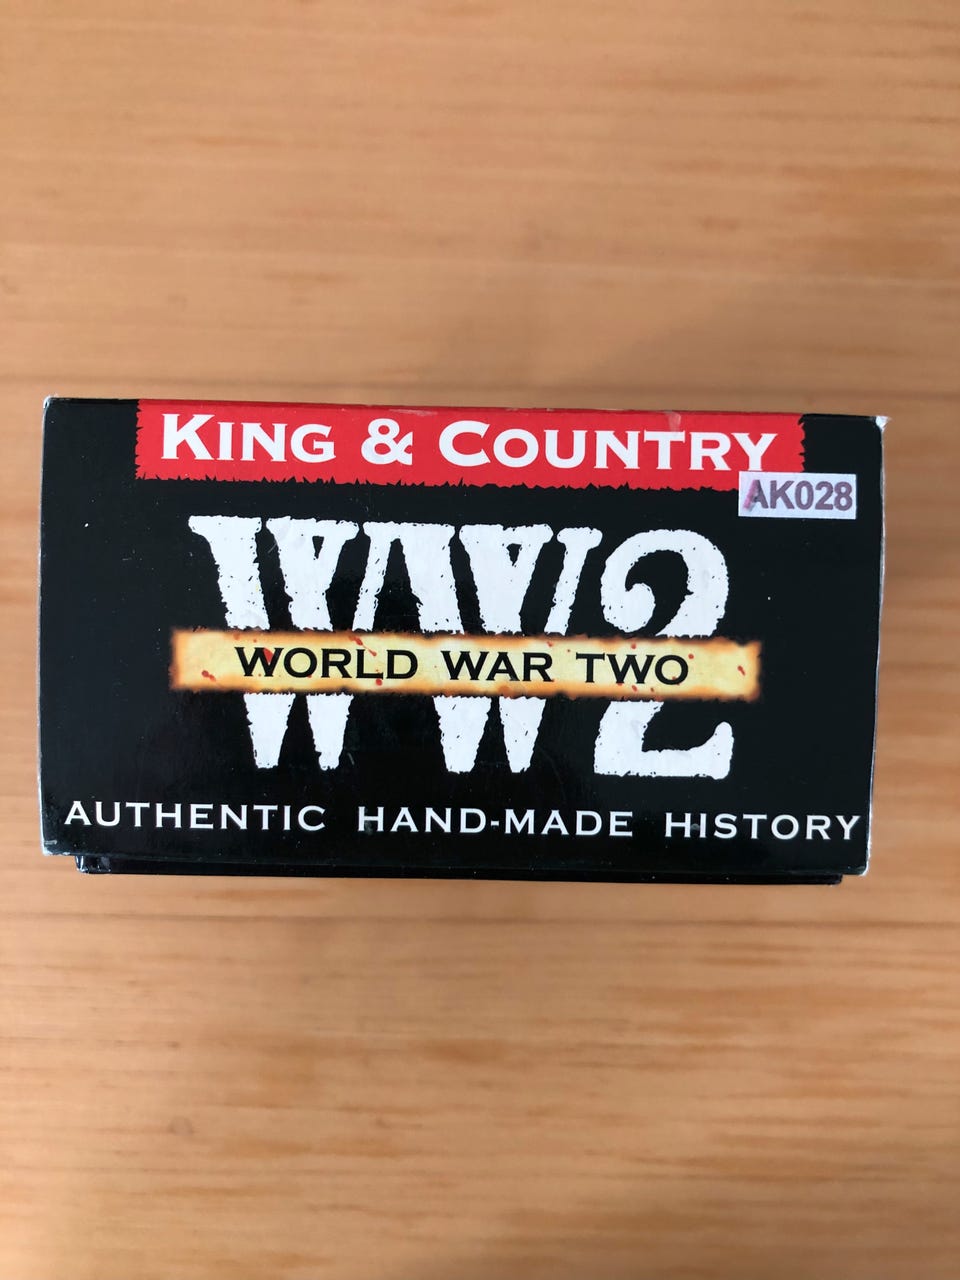 KING & COUNTRY
AK028
WW2
WORLD WAR TWO
AUTHENTIC HAND-MADE HISTORY